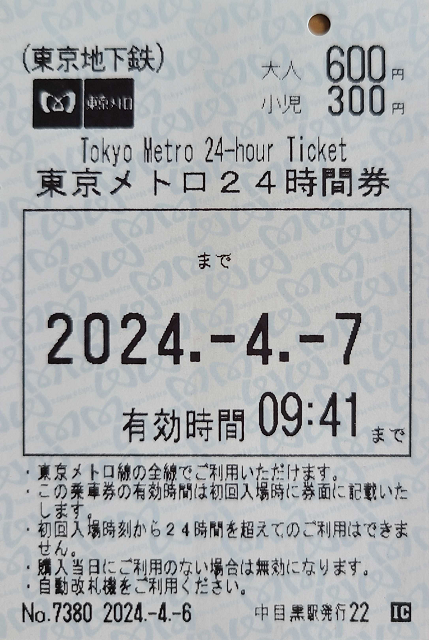 (東京地下鉄)
大人 600円
小児 300円
東京メトロ
Tokyo Metro 24-hour Ticket
東京メトロ24時間券
まで
2024.-4.-7
有効時間 09:41 まで
・東京メトロ線の全線でご利用いただけます。
・この乗車券の有効時間は初回入場時に券面に記載いた
します。
・初回入場時刻から24時間を超えてのご利用はできま
せん。
・購入当日にご利用のない場合は無効になります。
・自動改札機をご利用ください。
No.7380 2024.-4.-6 中目黒駅発行22 IC